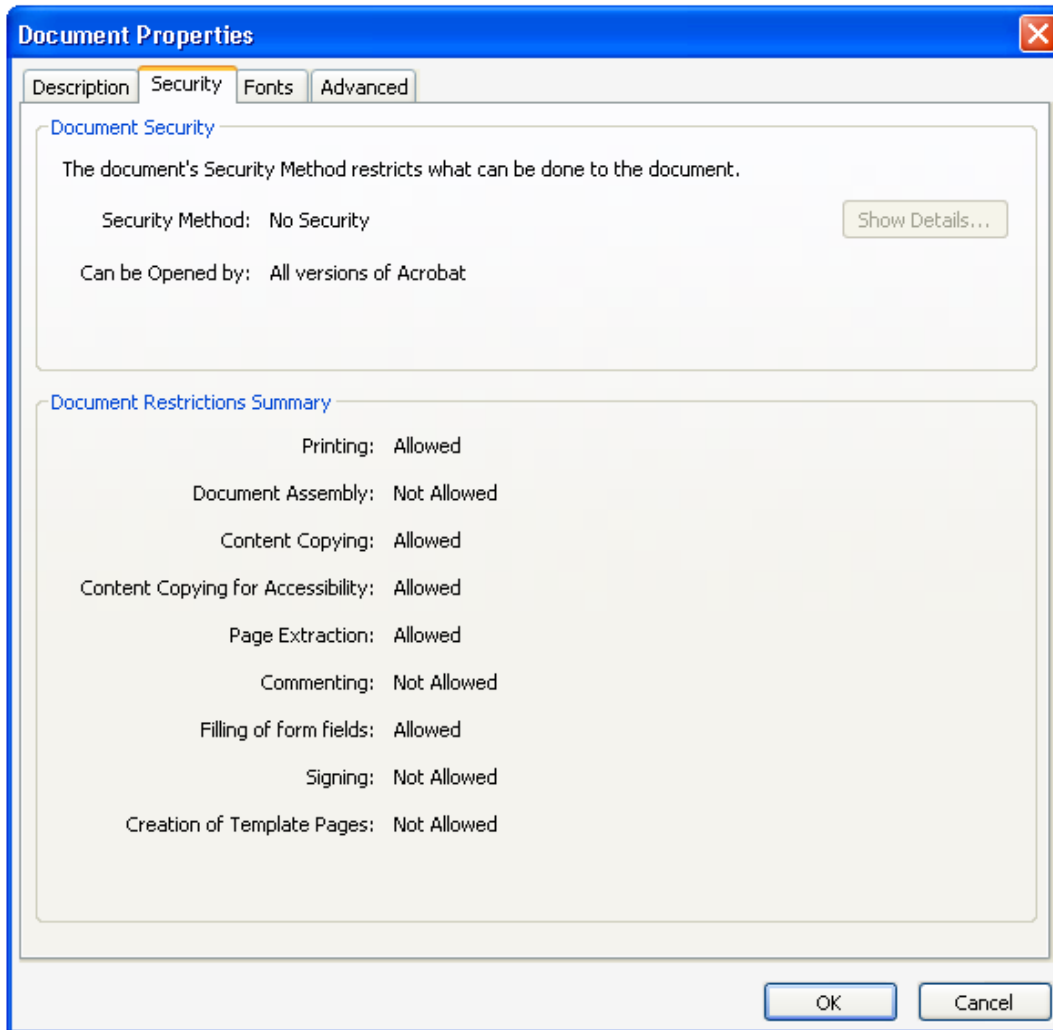 Document Properties
Description Security Fonts Advanced
Document Security
The document's Security Method restricts what can be done to the document.
Security Method: No Security Show Details...
Can be Opened by: All versions of Acrobat
Document Restrictions Summary
Printing: Allowed
Document Assembly: Not Allowed
Content Copying: Allowed
Content Copying for Accessibility: Allowed
Page Extraction: Allowed
Commenting: Not Allowed
Filling of form fields: Allowed
Signing: Not Allowed
Creation of Template Pages: Not Allowed
OK Cancel